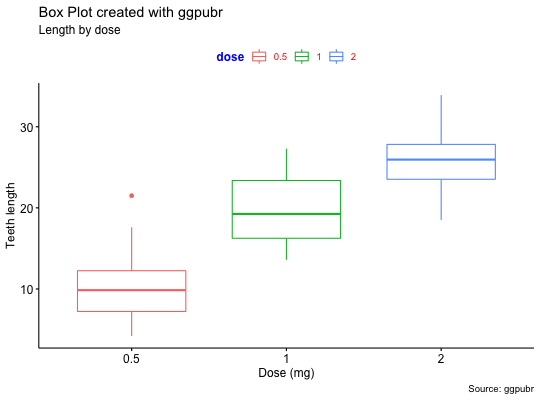 Box Plot created with ggpubr
Length by dose
dose 0.5 1 2
Teeth length
30
20
10
0.5 1 2
Dose (mg)
Source: ggpubr